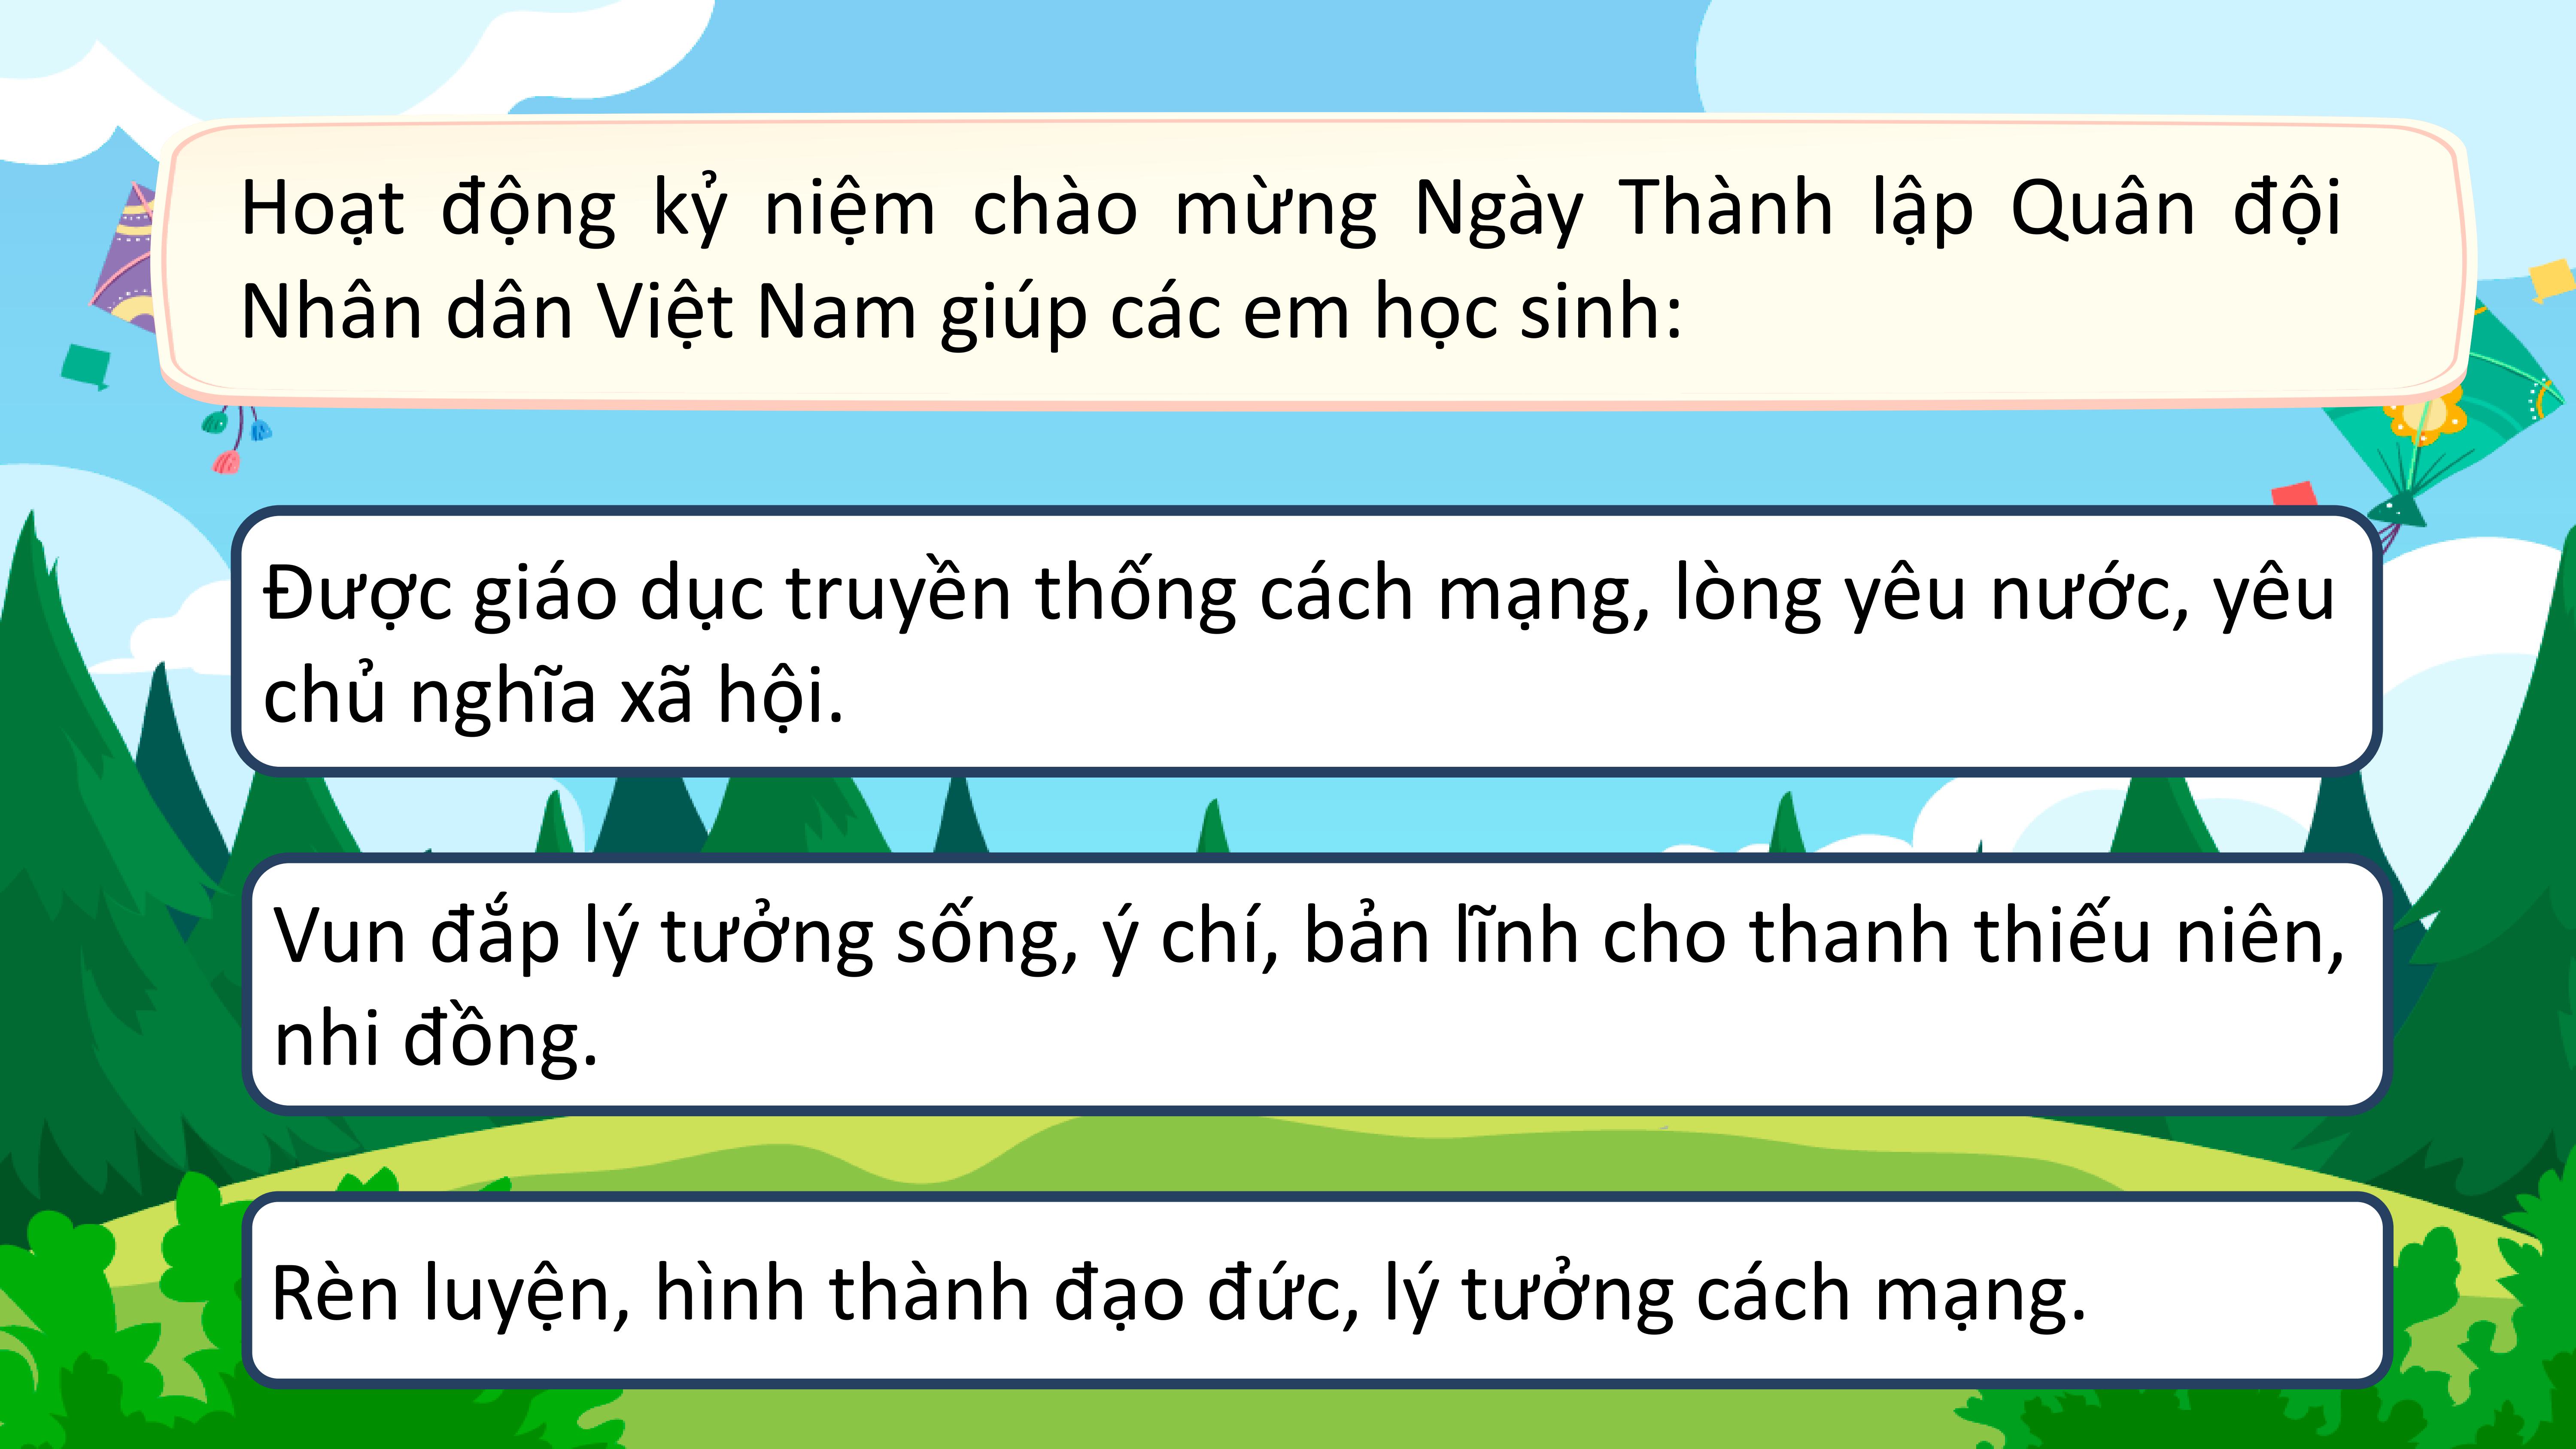 Hoạt động kỷ niệm chào mừng Ngày Thành lập Quân đội
Nhân dân Việt Nam giúp các em học sinh:
Được giáo dục truyền thống cách mạng, lòng yêu nước, yêu
chủ nghĩa xã hội.
Vun đắp lý tưởng sống, ý chí, bản lĩnh cho thanh thiếu niên,
nhi đồng.
Rèn luyện, hình thành đạo đức, lý tưởng cách mạng.